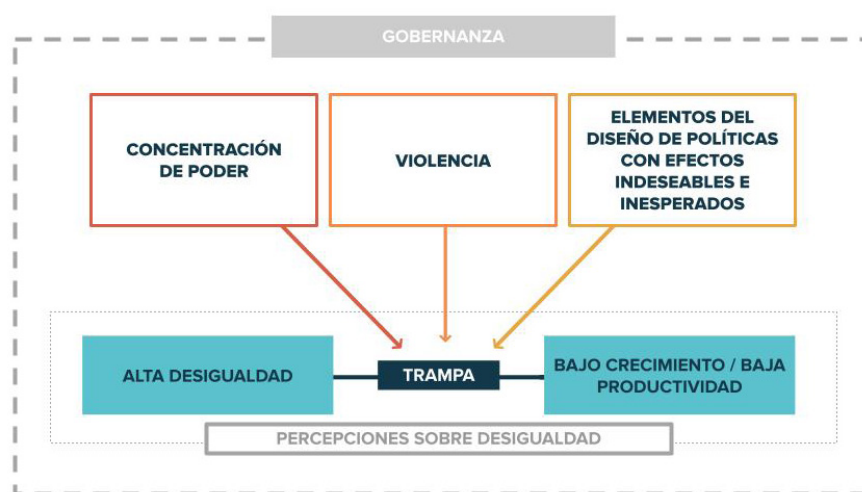 GOBERNANZA
CONCENTRACIÓN
DE PODER
VIOLENCIA
ELEMENTOS DEL
DISEÑO DE POLÍTICAS
CON EFECTOS
INDESEABLES E
INESPERADOS
ALTA DESIGUALDAD
TRAMPA
BAJO CRECIMIENTO / BAJA
PRODUCTIVIDAD
PERCEPCIONES SOBRE DESIGUALDAD